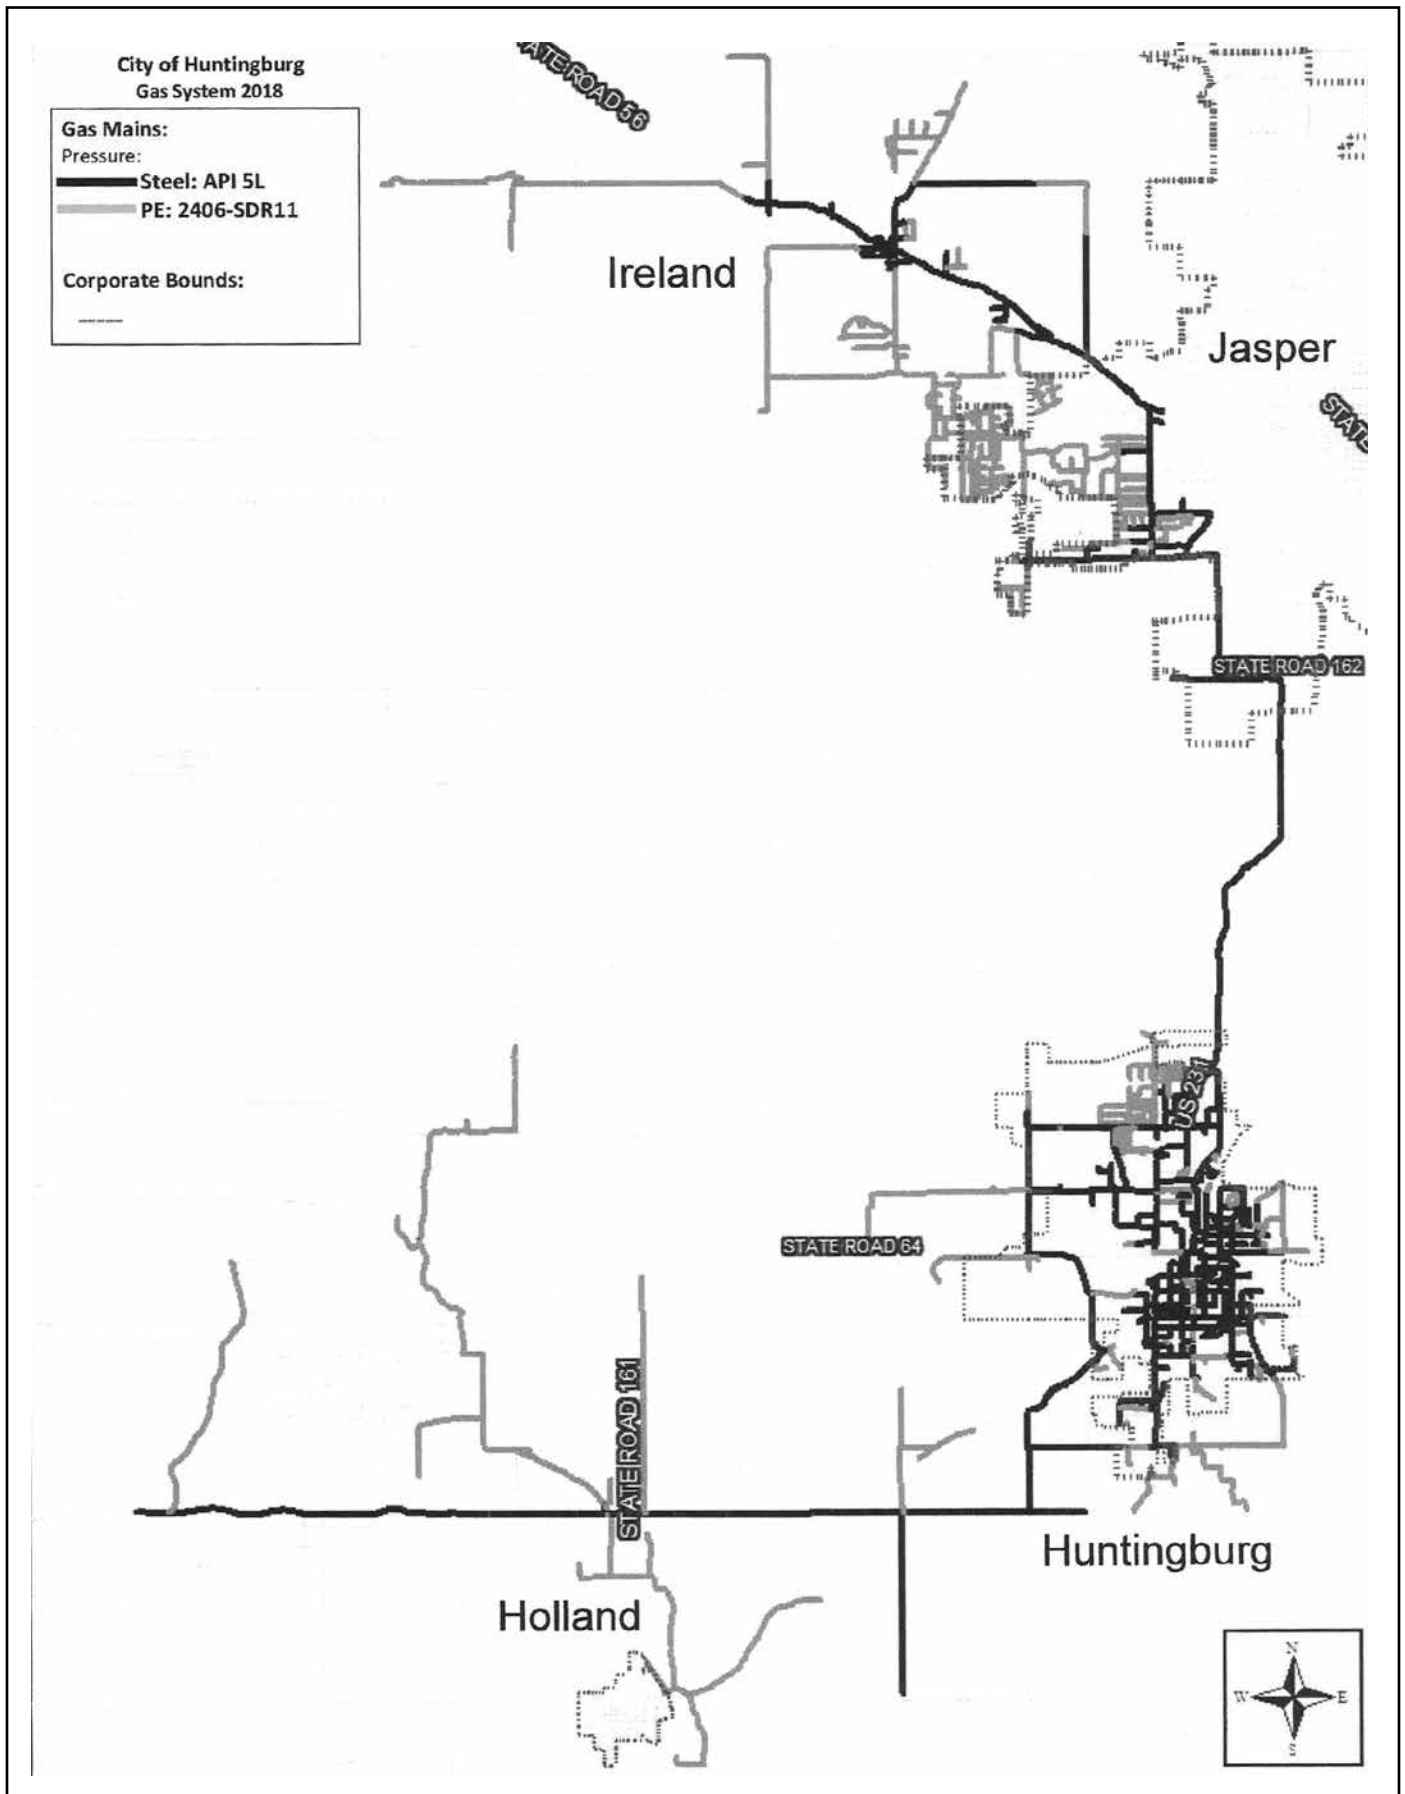 City of Huntingburg
Gas System 2018
Gas Mains:
Pressure:
Steel: API 5L
PE: 2406-SDR11
Corporate Bounds:
ATE ROAD 56
Ireland
Jasper
STATE
STATE ROAD 162
US 231
STATE ROAD 64
STATE ROAD 161
Huntingburg
Holland
N
W E
S